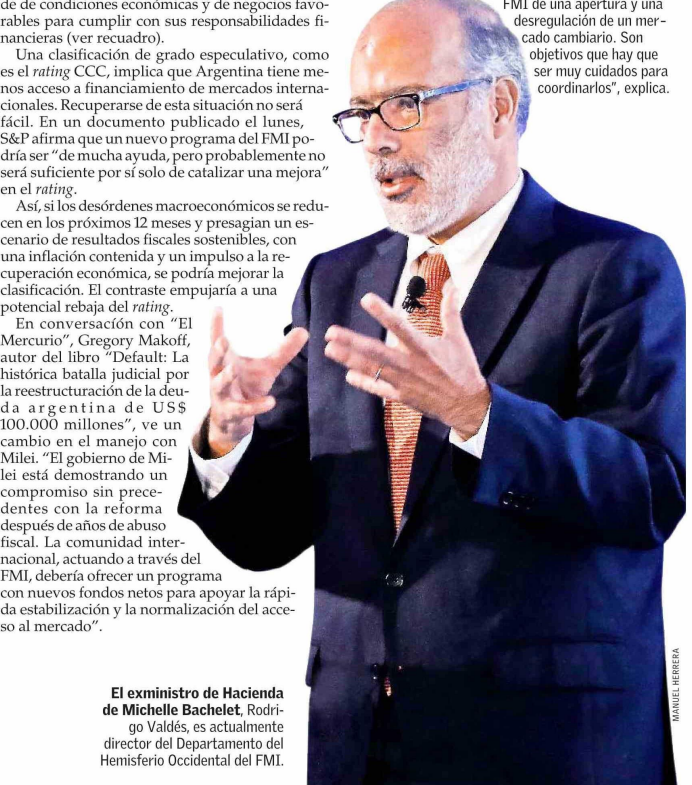 de de condiciones económicas y de negocios favo-
rables para cumplir con sus responsabilidades fi-
nancieras (ver recuadro).
Una clasificación de grado especulativo, como
es el rating CCC, implica que Argentina tiene me-
nos acceso a financiamiento de mercados interna-
cionales. Recuperarse de esta situación no será
fácil. En un documento publicado el lunes,
S&P afirma que un nuevo programa del FMI po-
dría ser “de mucha ayuda, pero probablemente no
será suficiente por sí solo de catalizar una mejora”
en el rating.
Así, si los desórdenes macroeconómicos se redu-
cen en los próximos 12 meses y presagian un es-
cenario de resultados fiscales sostenibles, con
una inflación contenida y un impulso a la re-
cuperación económica, se podría mejorar la
clasificación. El contraste empujaría a una
potencial rebaja del rating.
En conversacíón con “El
Mercurio”, Gregory Makoff,
autor del libro “Default: La
histórica batalla judicial por
la reestructuración de la deu-
da argentina de US$
100.000 millones”, ve un
cambio en el manejo con
Milei. “El gobierno de Mi-
lei está demostrando un
compromiso sin prece-
dentes con la reforma
después de años de abuso
fiscal. La comunidad inter-
nacional, actuando a través del
FMI, debería ofrecer un programa
con nuevos fondos netos para apoyar la rápi-
da estabilización y la normalización del acce-
so al mercado”.
FMI de una apertura y una
desregulación de un mer-
cado cambiario. Son
objetivos que hay que
ser muy cuidados para
coordinarlos”, explica.
El exministro de Hacienda
de Michelle Bachelet, Rodri-
go Valdés, es actualmente
director del Departamento del
Hemisferio Occidental del FMI.
MANUEL HERRERA